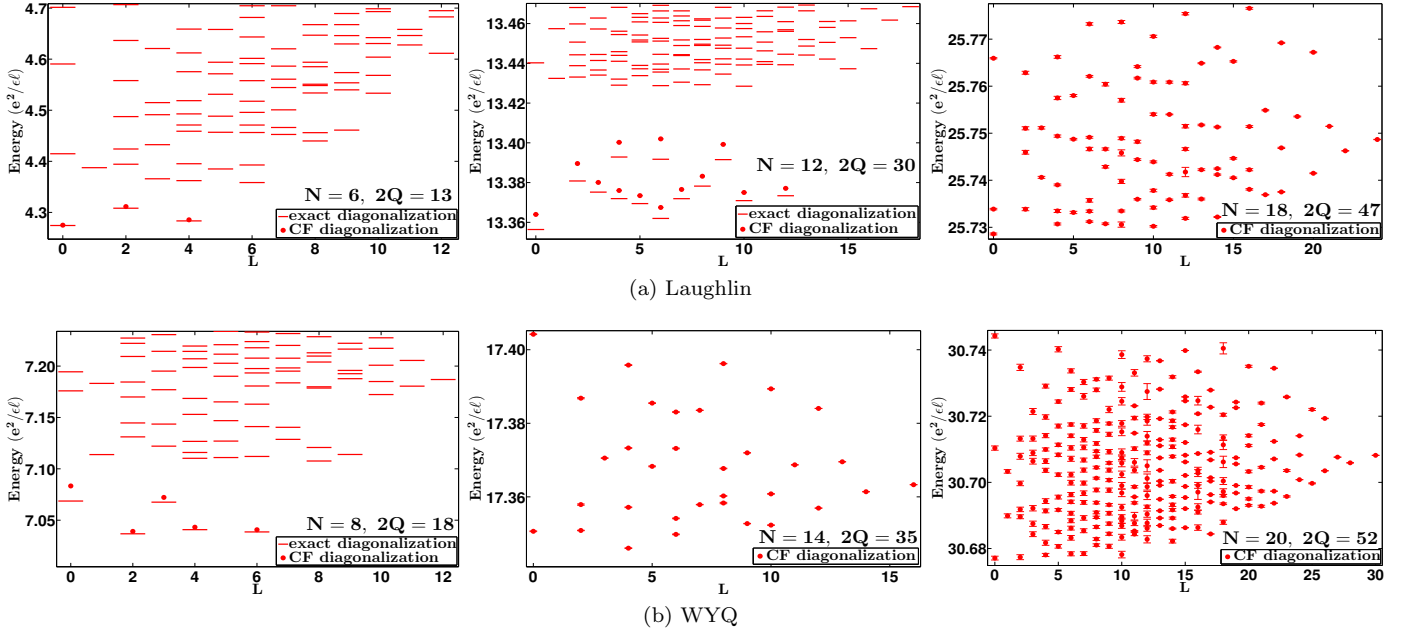 4.7
4.6
4.5
4.4
4.3
Energy (e²/ϵℓ)
0 2 4 6 8 10 12
L
N = 6, 2Q = 13
exact diagonalization
CF diagonalization
13.46
13.44
13.42
13.40
13.38
13.36
Energy (e²/ϵℓ)
0 5 10 15
L
N = 12, 2Q = 30
exact diagonalization
CF diagonalization
25.77
25.76
25.75
25.74
25.73
Energy (e²/ϵℓ)
0 5 10 15 20
L
N = 18, 2Q = 47
CF diagonalization
(a) Laughlin
7.20
7.15
7.10
7.05
Energy (e²/ϵℓ)
0 2 4 6 8 10 12
L
N = 8, 2Q = 18
exact diagonalization
CF diagonalization
17.40
17.38
17.36
Energy (e²/ϵℓ)
0 5 10 15
L
N = 14, 2Q = 35
CF diagonalization
30.74
30.72
30.70
30.68
Energy (e²/ϵℓ)
0 5 10 15 20 25 30
L
N = 20, 2Q = 52
CF diagonalization
(b) WYQ